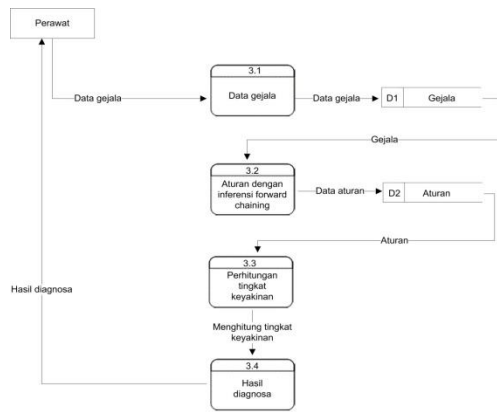 Perawat
3.1
Data gejala
Data gejala
Data gejala
D1 Gejala
Gejala
3.2
Aturan dengan
inferensi forward
chaining
Data aturan
D2 Aturan
Aturan
3.3
Perhitungan
tingkat
keyakinan
Hasil diagnosa
Menghitung tingkat
keyakinan
3.4
Hasil
diagnosa